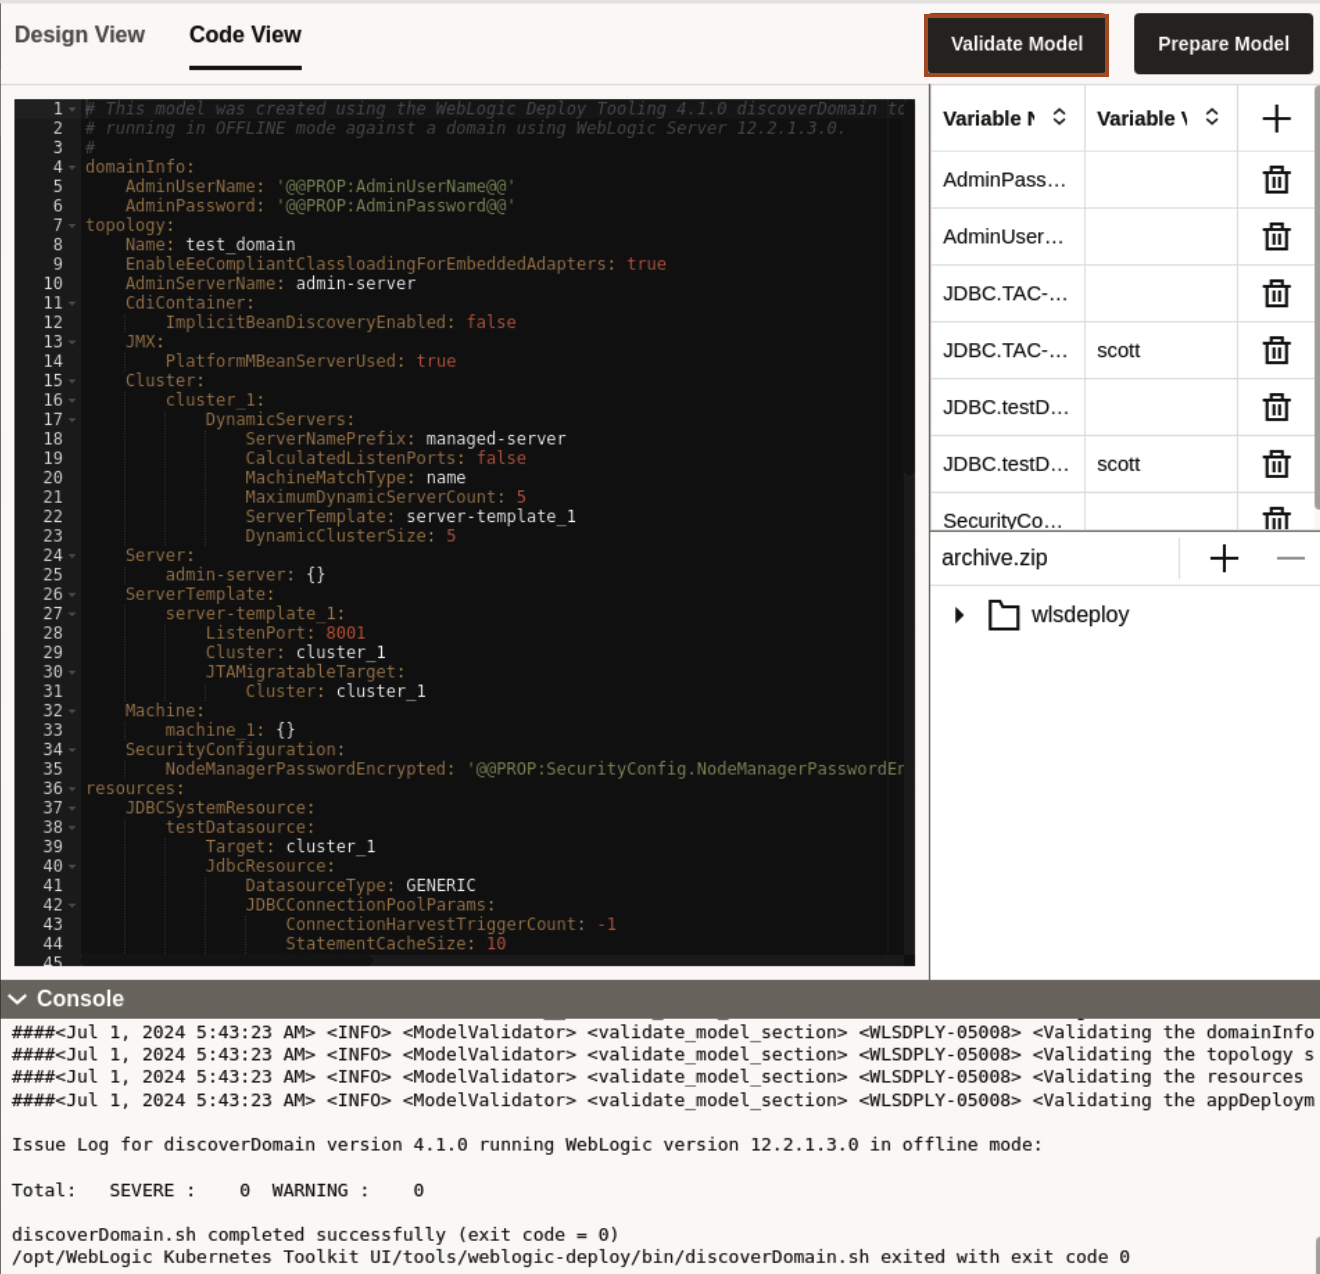 Design View
Code View
Validate Model
Prepare Model
1 # This model was created using the WebLogic Deploy Tooling 4.1.0 discoverDomain to
2 # running in OFFLINE mode against a domain using WebLogic Server 12.2.1.3.0.
3 #
4 domainInfo:
5 AdminUserName: '@@PROP:AdminUserName@@'
6 AdminPassword: '@@PROP:AdminPassword@@'
7 topology:
8 Name: test_domain
9 EnableEeCompliantClassloadingForEmbeddedAdapters: true
10 AdminServerName: admin-server
11 CdiContainer:
12 ImplicitBeanDiscoveryEnabled: false
13 JMX:
14 PlatformMBeanServerUsed: true
15 Cluster:
16 cluster_1:
17 DynamicServers:
18 ServerNamePrefix: managed-server
19 CalculatedListenPorts: false
20 MachineMatchType: name
21 MaximumDynamicServerCount: 5
22 ServerTemplate: server-template_1
23 DynamicClusterSize: 5
24 Server:
25 admin-server: {}
26 ServerTemplate:
27 server-template_1:
28 ListenPort: 8001
29 Cluster: cluster_1
30 JTAMigratableTarget:
31 Cluster: cluster_1
32 Machine:
33 machine_1: {}
34 SecurityConfiguration:
35 NodeManagerPasswordEncrypted: '@@PROP:SecurityConfig.NodeManagerPasswordEn
36 resources:
37 JDBCSystemResource:
38 testDatasource:
39 Target: cluster_1
40 JdbcResource:
41 DatasourceType: GENERIC
42 JDBCConnectionPoolParams:
43 ConnectionHarvestTriggerCount: -1
44 StatementCacheSize: 10
45
Variable N Variable V
AdminPass...
AdminUser...
JDBC.TAC-...
JDBC.TAC-... scott
JDBC.testD...
JDBC.testD... scott
SecurityCo...
archive.zip
wlsdeploy
Console
####<Jul 1, 2024 5:43:23 AM> <INFO> <ModelValidator> <validate_model_section> <WLSDPLY-05008> <Validating the domainInfo
####<Jul 1, 2024 5:43:23 AM> <INFO> <ModelValidator> <validate_model_section> <WLSDPLY-05008> <Validating the topology s
####<Jul 1, 2024 5:43:23 AM> <INFO> <ModelValidator> <validate_model_section> <WLSDPLY-05008> <Validating the resources
####<Jul 1, 2024 5:43:23 AM> <INFO> <ModelValidator> <validate_model_section> <WLSDPLY-05008> <Validating the appDeploym
Issue Log for discoverDomain version 4.1.0 running WebLogic version 12.2.1.3.0 in offline mode:
Total: SEVERE : 0 WARNING : 0
discoverDomain.sh completed successfully (exit code = 0)
/opt/WebLogic Kubernetes Toolkit UI/tools/weblogic-deploy/bin/discoverDomain.sh exited with exit code 0